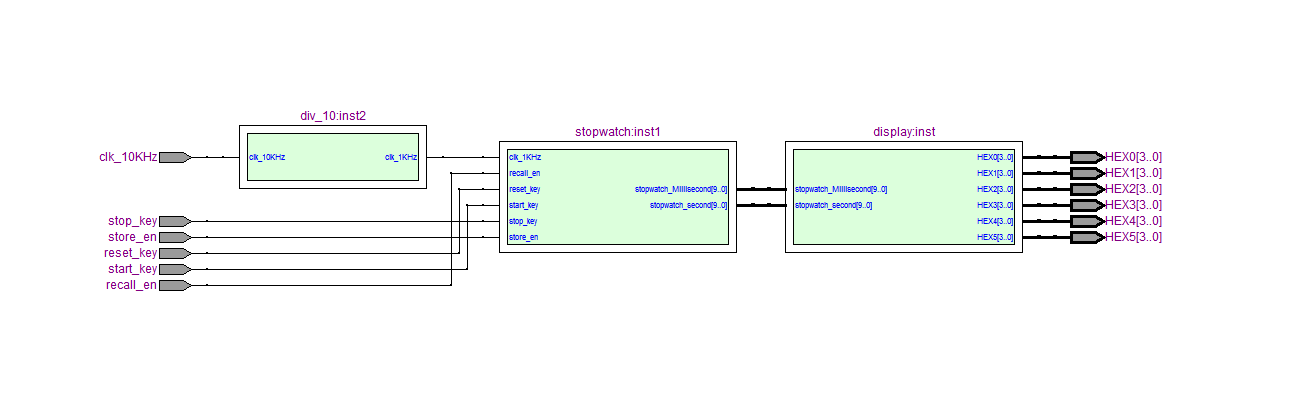 div_10:inst2
stopwatch:inst1
display:inst
clk_10KHz
clk_10KHz
clk_1KHz
clk_1KHz
recall_en
reset_key
start_key
stop_key
store_en
stopwatch_Millisecond[9..0]
stopwatch_second[9..0]
stopwatch_Millisecond[9..0]
stopwatch_second[9..0]
HEX0[3..0]
HEX1[3..0]
HEX2[3..0]
HEX3[3..0]
HEX4[3..0]
HEX5[3..0]
HEX0[3..0]
HEX1[3..0]
HEX2[3..0]
HEX3[3..0]
HEX4[3..0]
HEX5[3..0]
stop_key
store_en
reset_key
start_key
recall_en